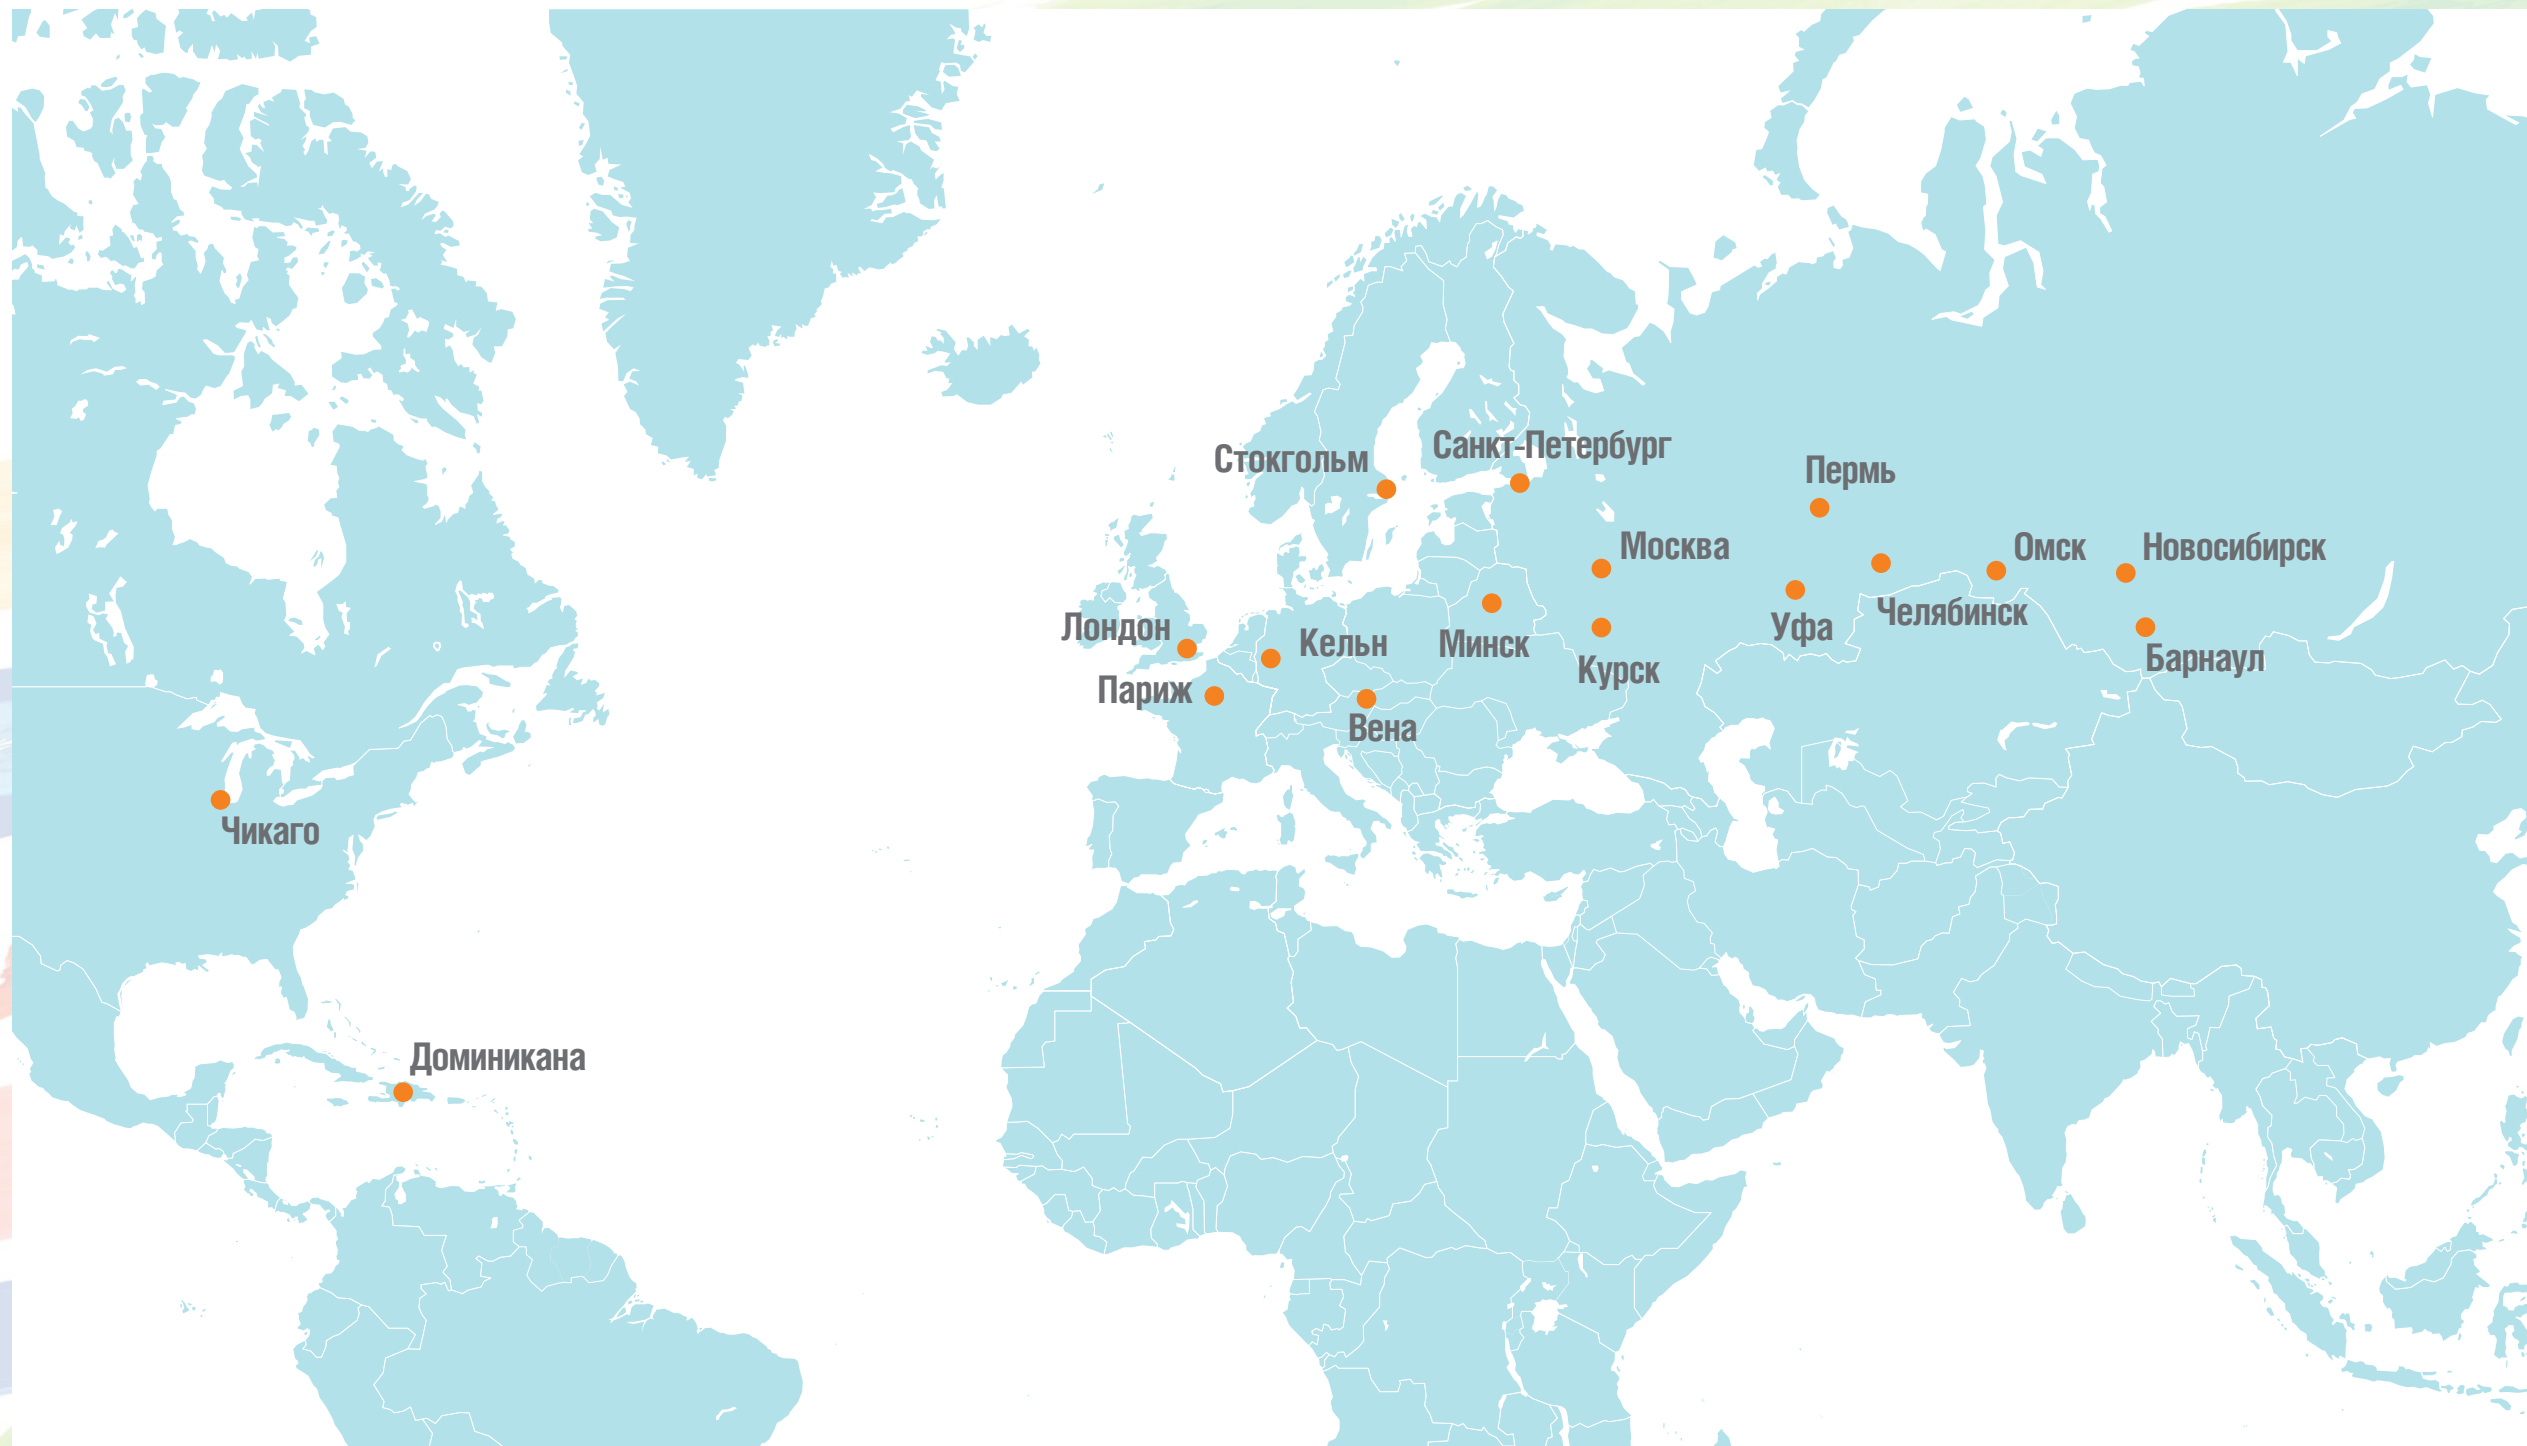 Стокгольм
Санкт-Петербург
Пермь
Москва
Омск
Новосибирск
Лондон
Кельн
Минск
Уфа
Челябинск
Париж
Курск
Барнаул
Вена
Чикаго
Доминикана